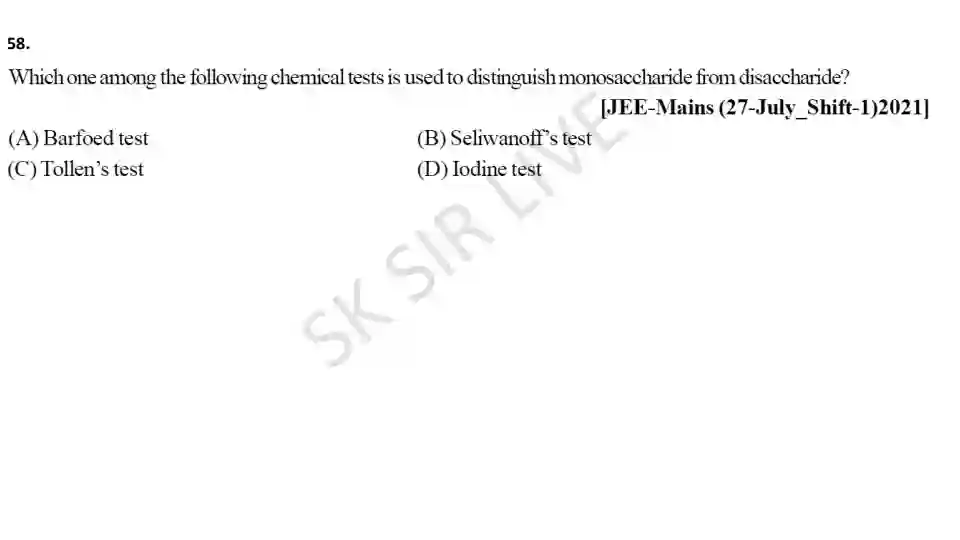 58.
Which one among the following chemical tests is used to distinguish monosaccharide from disaccharide?
[JEE-Mains (27-July_Shift-1)2021]
(A) Barfoed test (B) Seliwanoff's test
(C) Tollen's test (D) Iodine test
SK SIR LIVE